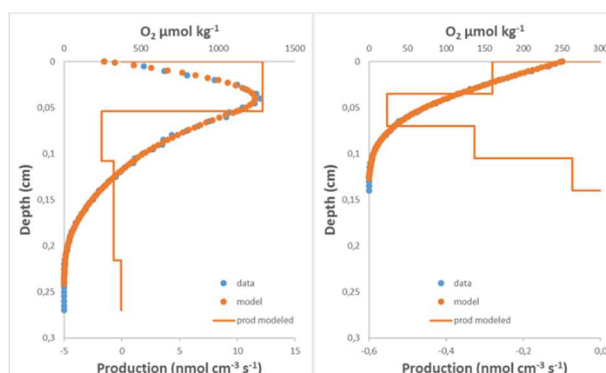 O₂ µmol kg⁻¹
0 500 1000 1500
0
0,05
0,1
0,15
0,2
0,25
0,3
Depth (cm)
data
model
prod modeled
-5 0 5 10 15
Production (nmol cm⁻³ s⁻¹)
O₂ µmol kg⁻¹
0 50 100 150 200 250 300
0
0,05
0,1
0,15
0,2
0,25
0,3
Depth (cm)
data
model
prod modeled
-0,6 -0,4 -0,2 0,0
Production (nmol cm⁻³ s⁻¹)